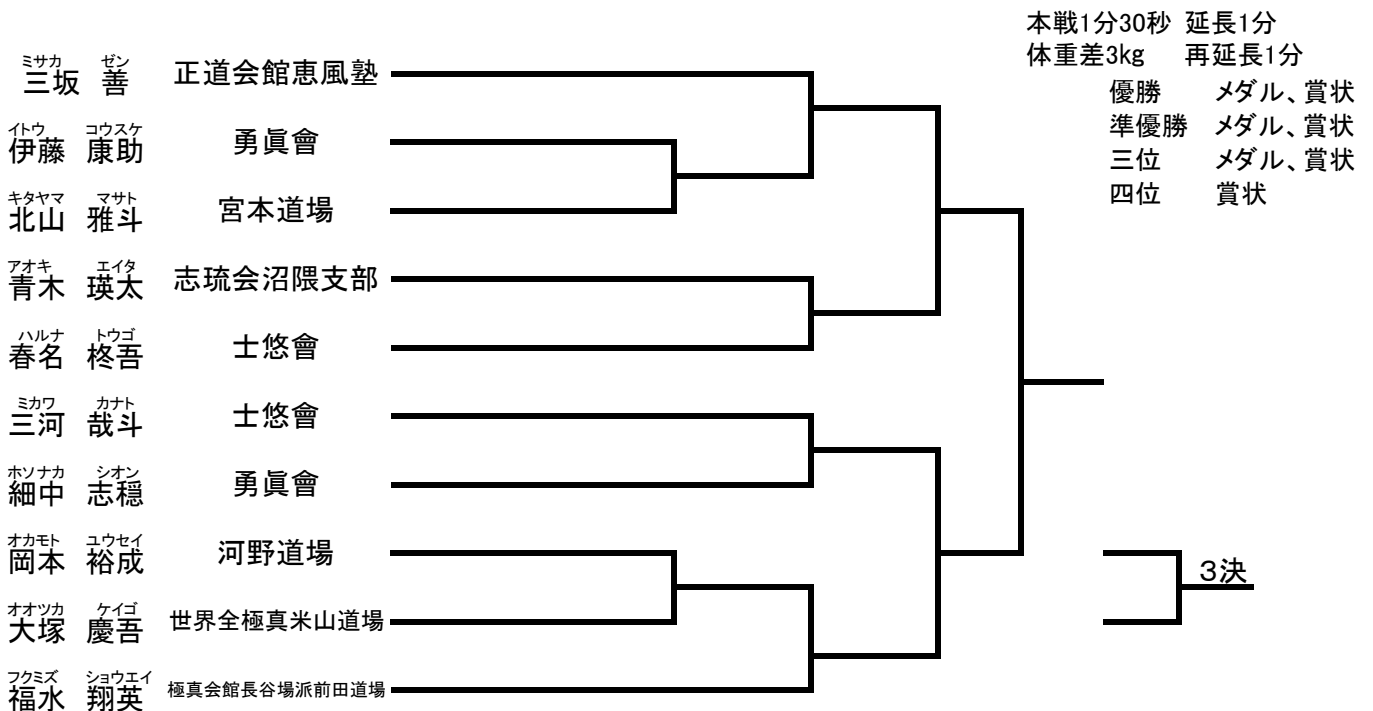 本戦1分30秒 延長1分
体重差3kg 再延長1分
優勝 メダル、賞状
準優勝 メダル、賞状
三位 メダル、賞状
四位 賞状
ミサカ ゼン
三坂 善 正道会館恵風塾
イトウ コウスケ
伊藤 康助 勇眞會
キタヤマ マサト
北山 雅斗 宮本道場
アオキ エイタ
青木 瑛太 志琉会沼隈支部
ハルナ トウゴ
春名 柊吾 士悠會
ミカワ カナト
三河 哉斗 士悠會
ホソナカ シオン
細中 志穏 勇眞會
オカモト ユウセイ
岡本 裕成 河野道場
オオツカ ケイゴ
大塚 慶吾 世界全極真米山道場
フクミズ ショウエイ
福水 翔英 極真会館長谷場派前田道場
3決